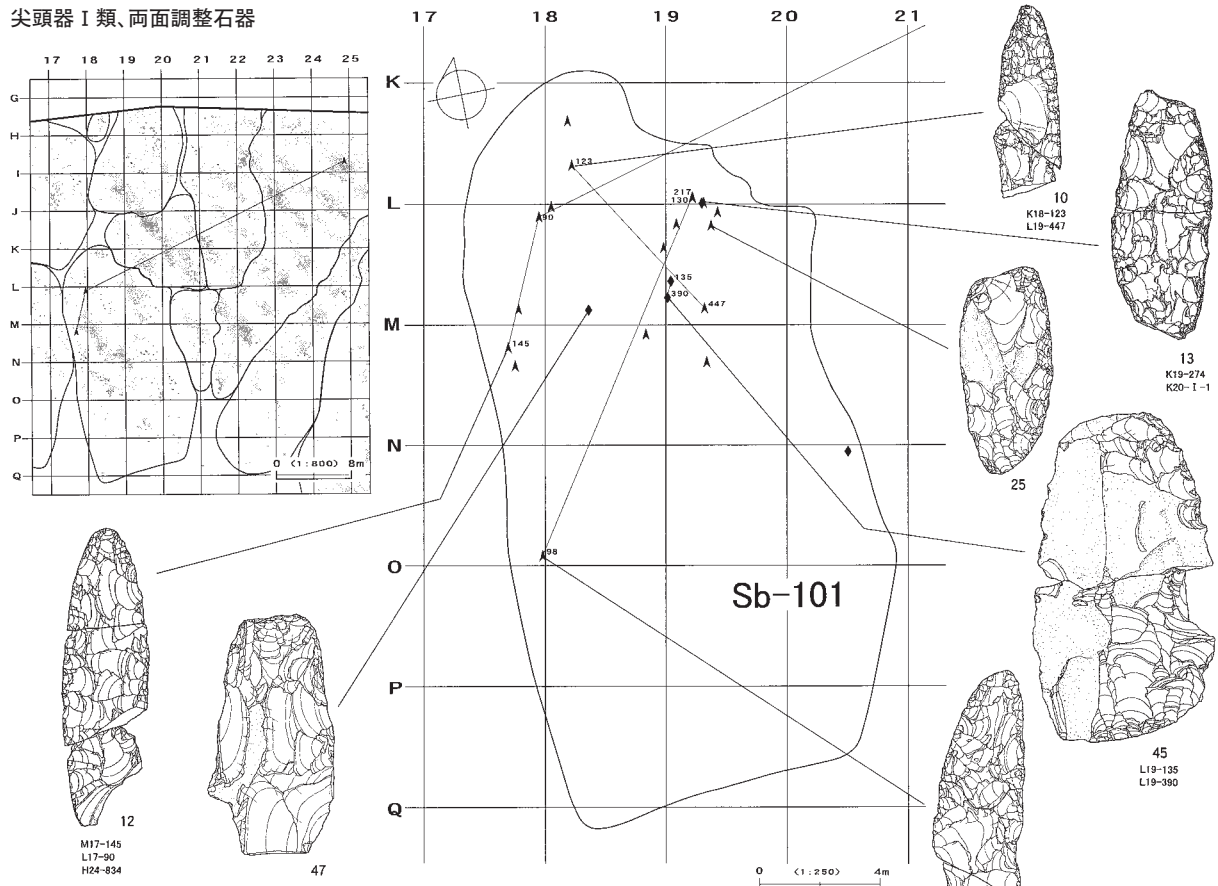 尖頭器Ⅰ類、両面調整石器
17 18 19 20 21 22 23 24 25
G
H
I
J
K
L
M
N
O
P
Q
0 (1:800) 8m
17 18 19 20 21
K
L
M
N
O
P
Q
123
217
130
90
135
390
447
145
98
Sb-101
0 (1:250) 4m
10
K18-123
L19-447
13
K19-274
K20-Ⅰ-1
25
45
L19-135
L19-390
12
M17-145
L17-90
H24-834
47